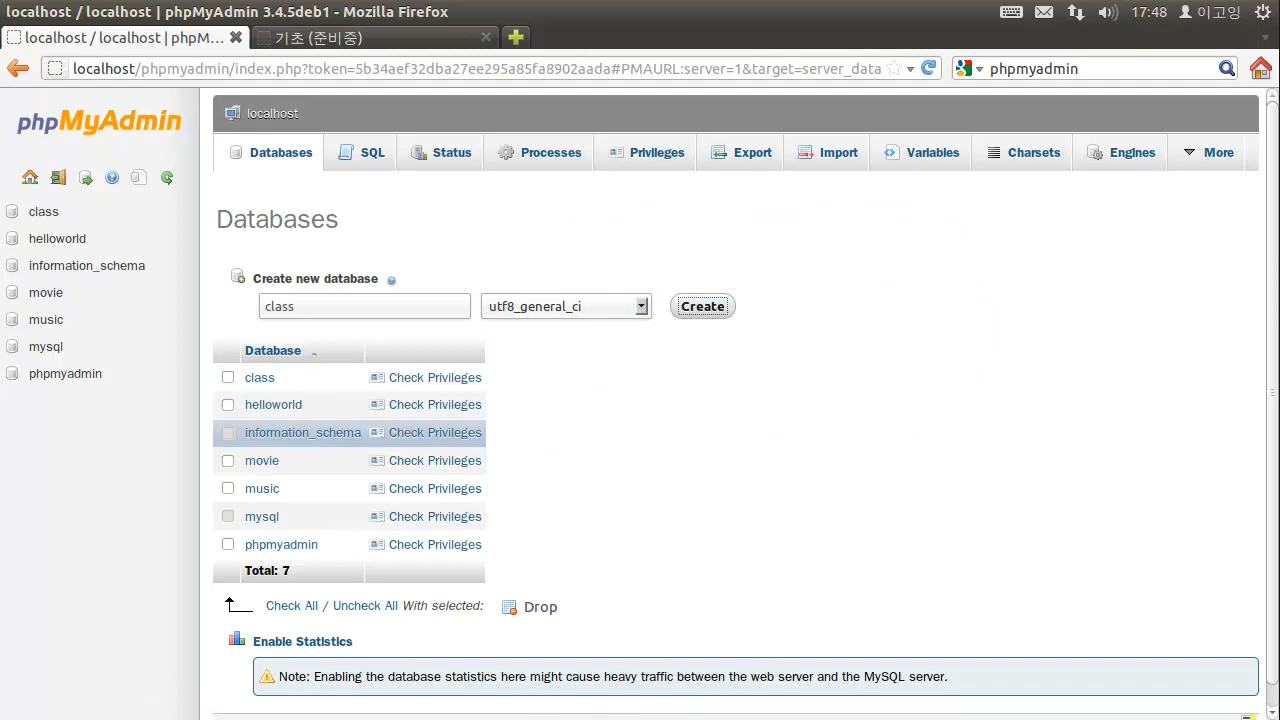 localhost / localhost | phpMyAdmin 3.4.5deb1 - Mozilla Firefox
17:48 이고잉
localhost / localhost | phpM... 기초 (준비중)
localhost/phpmyadmin/index.php?token=5b34aef32dba27ee295a85fa8902aada#PMAURL:server=1&target=server_data
phpmyadmin
phpMyAdmin
class
helloworld
information_schema
movie
music
mysql
phpmyadmin
localhost
Databases SQL Status Processes Privileges Export Import Variables Charsets Engines More
Databases
Create new database
class utf8_general_ci Create
Database
class Check Privileges
helloworld Check Privileges
information_schema Check Privileges
movie Check Privileges
music Check Privileges
mysql Check Privileges
phpmyadmin Check Privileges
Total: 7
Check All / Uncheck All With selected: Drop
Enable Statistics
Note: Enabling the database statistics here might cause heavy traffic between the web server and the MySQL server.